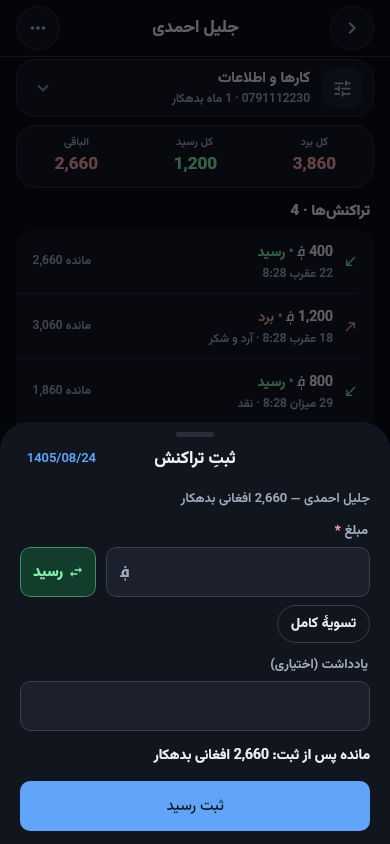 جلیل احمدی
کارها و اطلاعات
0791112230 · 1 ماه بدهکار
کل برد
کل رسید
الباقی
3,860
1,200
2,660
تراکنش‌ها · 4
400 ؋ · رسید
مانده 2,660
22 عقرب 8:28
1,200 ؋ · برد
مانده 3,060
18 عقرب 8:28 · آرد و شکر
800 ؋ · رسید
مانده 1,860
29 میزان 8:28 · نقد
ثبتِ تراکنش
1405/08/24
جلیل احمدی — 2,660 افغانی بدهکار
مبلغ *
؋
رسید
تسویهٔ کامل
یادداشت (اختیاری)
مانده پس از ثبت: 2,660 افغانی بدهکار
ثبت رسید